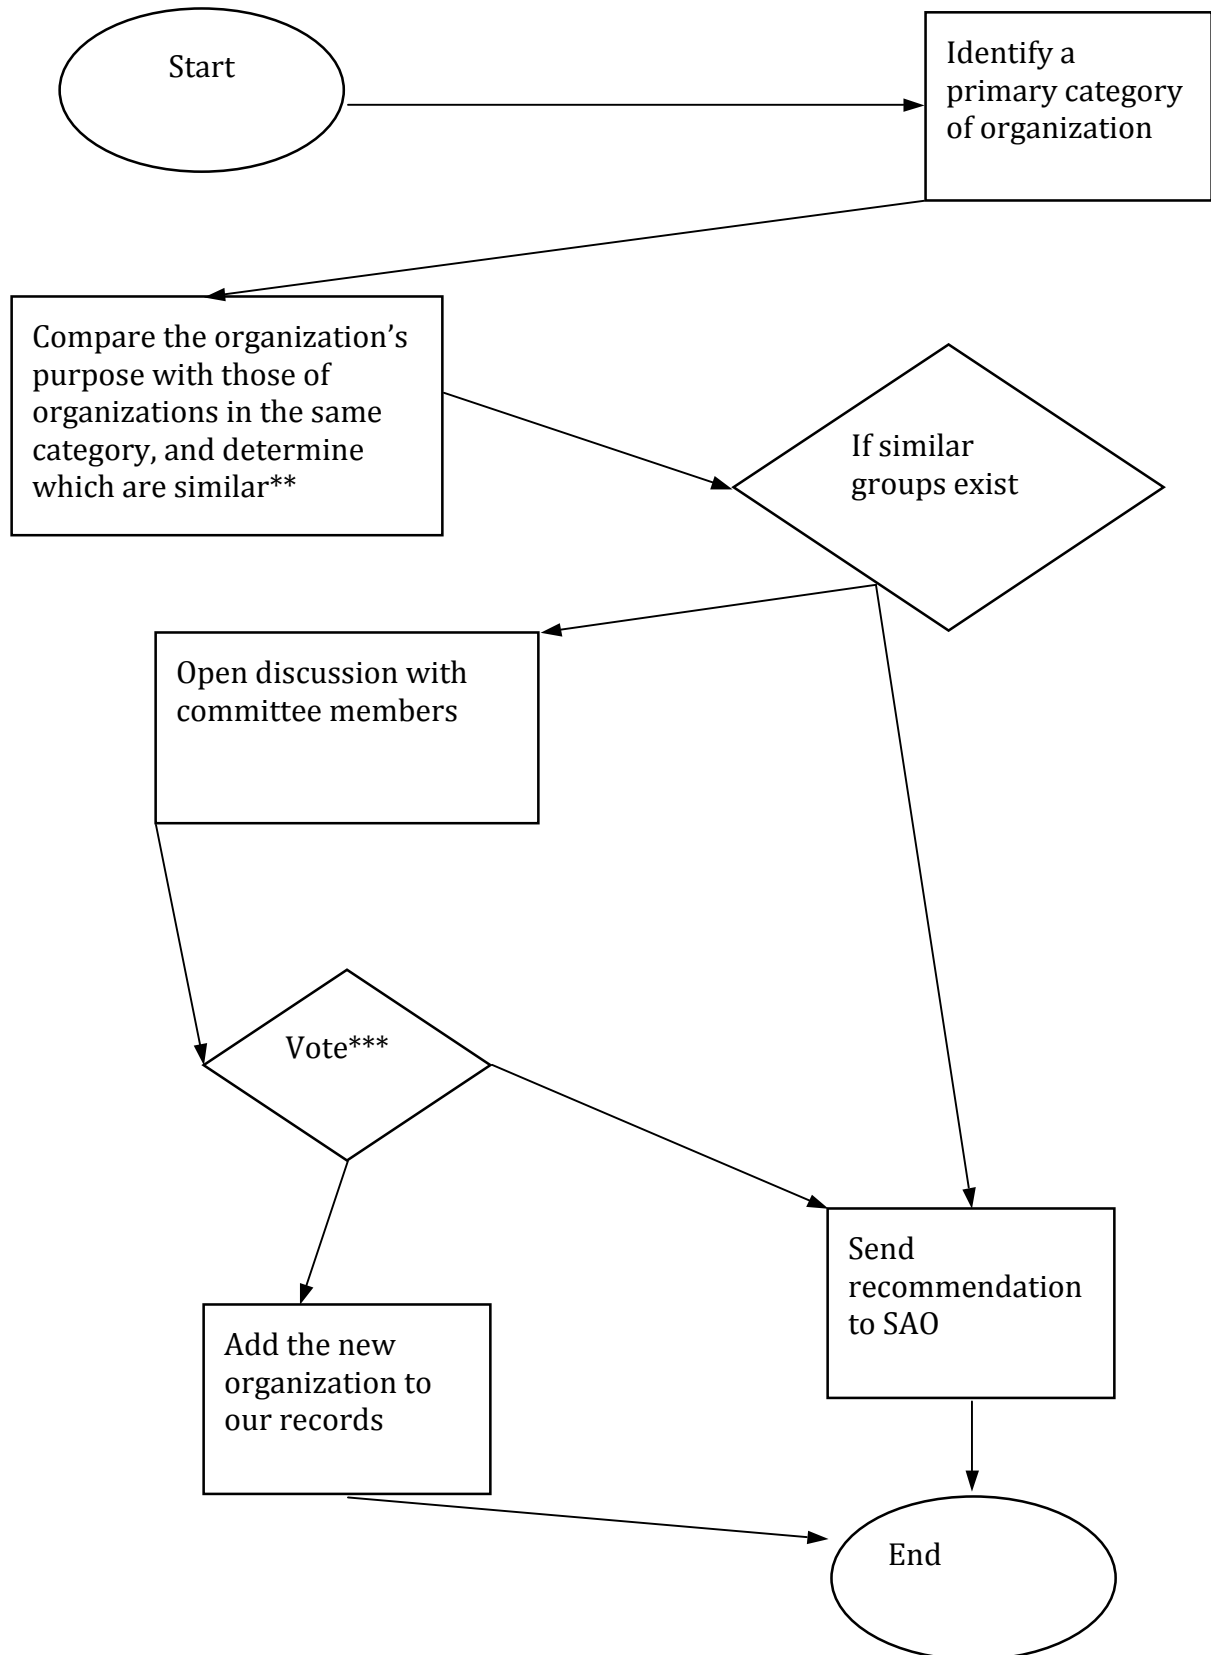 Start
Identify a
primary category
of organization
Compare the organization’s
purpose with those of
organizations in the same
category, and determine
which are similar**
If similar
groups exist
Open discussion with
committee members
Vote***
Send
recommendation
to SAO
Add the new
organization to
our records
End